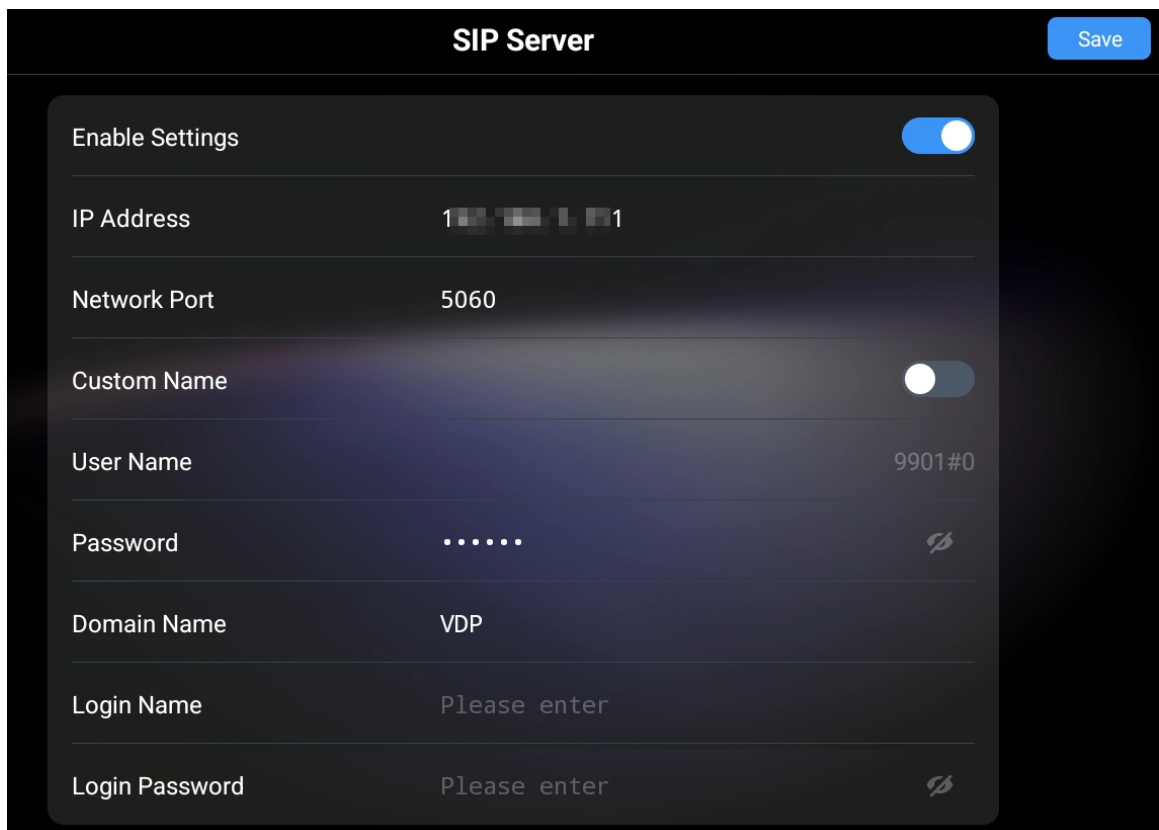 SIP Server
Save
Enable Settings
IP Address
Network Port
5060
Custom Name
User Name
9901#0
Password
••••••
Domain Name
VDP
Login Name
Please enter
Login Password
Please enter